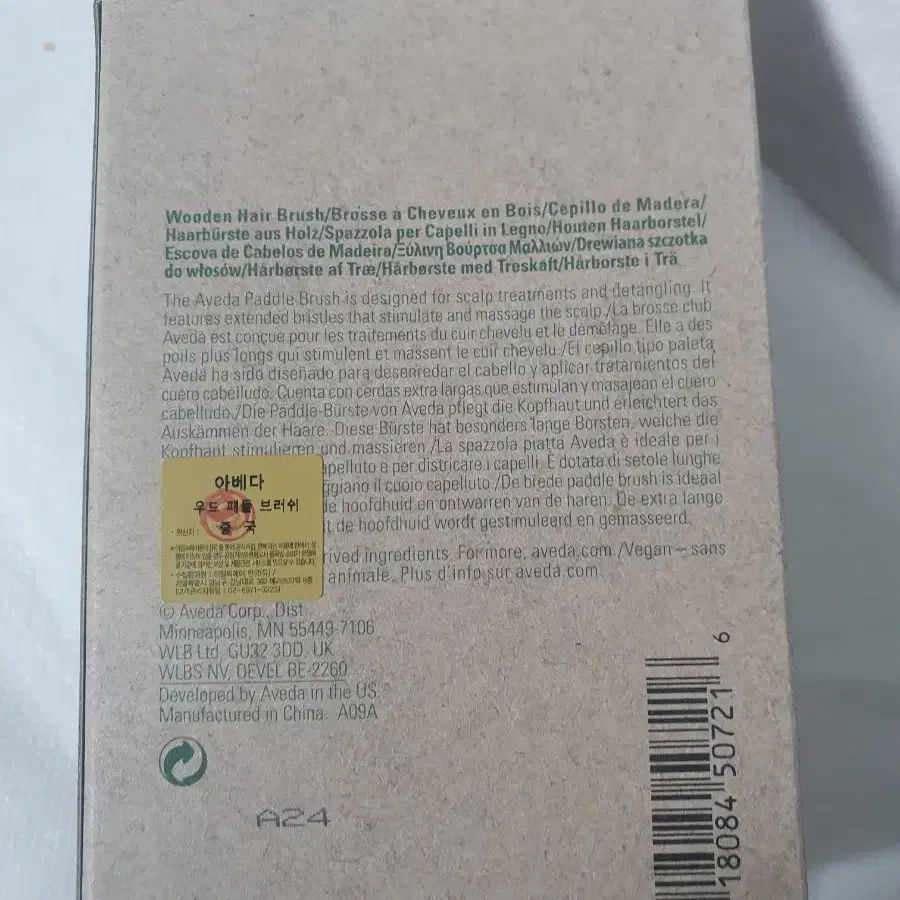 Wooden Hair Brush/Brosse à Cheveux en Bois/Cepillo de Madera/
Haarbürste aus Holz/Spazzola per Capelli in Legno/Houten Haarborstel/
Escova de Cabelos de Madeira/Ξύλινη Βούρτσα Μαλλιών/Drewiana szczotka
do włosów/Hårbørste af Træ/Hårbørste med Treskaft/Hårborste i Trä
The Aveda Paddle Brush is designed for scalp treatments and detangling. It
features extended bristles that stimulate and massage the scalp./La brosse club
Aveda est conçue pour les traitements du cuir chevelu et le démêlage. Elle a des
poils plus longs qui stimulent et massent le cuir chevelu./El cepillo tipo paleta
Aveda ha sido diseñado para desenredar el cabello y aplicar tratamientos del
cuero cabelludo. Cuenta con cerdas extra largas que estimulan y masajean el cuero
cabelludo./Die Paddle-Bürste von Aveda pflegt die Kopfhaut und erleichtert das
Auskämmen der Haare. Diese Bürste hat besonders lange Borsten, welche die
Kopfhaut stimulieren und massieren./La spazzola piatta Aveda è ideale per i
apelluto e per districare i capelli. È dotata di setole lunghe
ggiano il cuoio capelluto./De brede paddle brush is ideaal
de hoofdhuid en ontwarren van de haren. De extra lange
t de hoofdhuid wordt gestimuleerd en gemasseerd.
rived ingredients. For more, aveda.com./Vegan – sans
animale. Plus d'info sur aveda.com.
아베다
우드 패들 브러쉬
· 원산지 : 중 국
© Aveda Corp., Dist.
Minneapolis, MN 55449-7106
WLB Ltd, GU32 3DD, UK
WLBS NV, OEVEL BE-2260
Developed by Aveda in the US.
Manufactured in China. A09A
A24
18084 50721 6